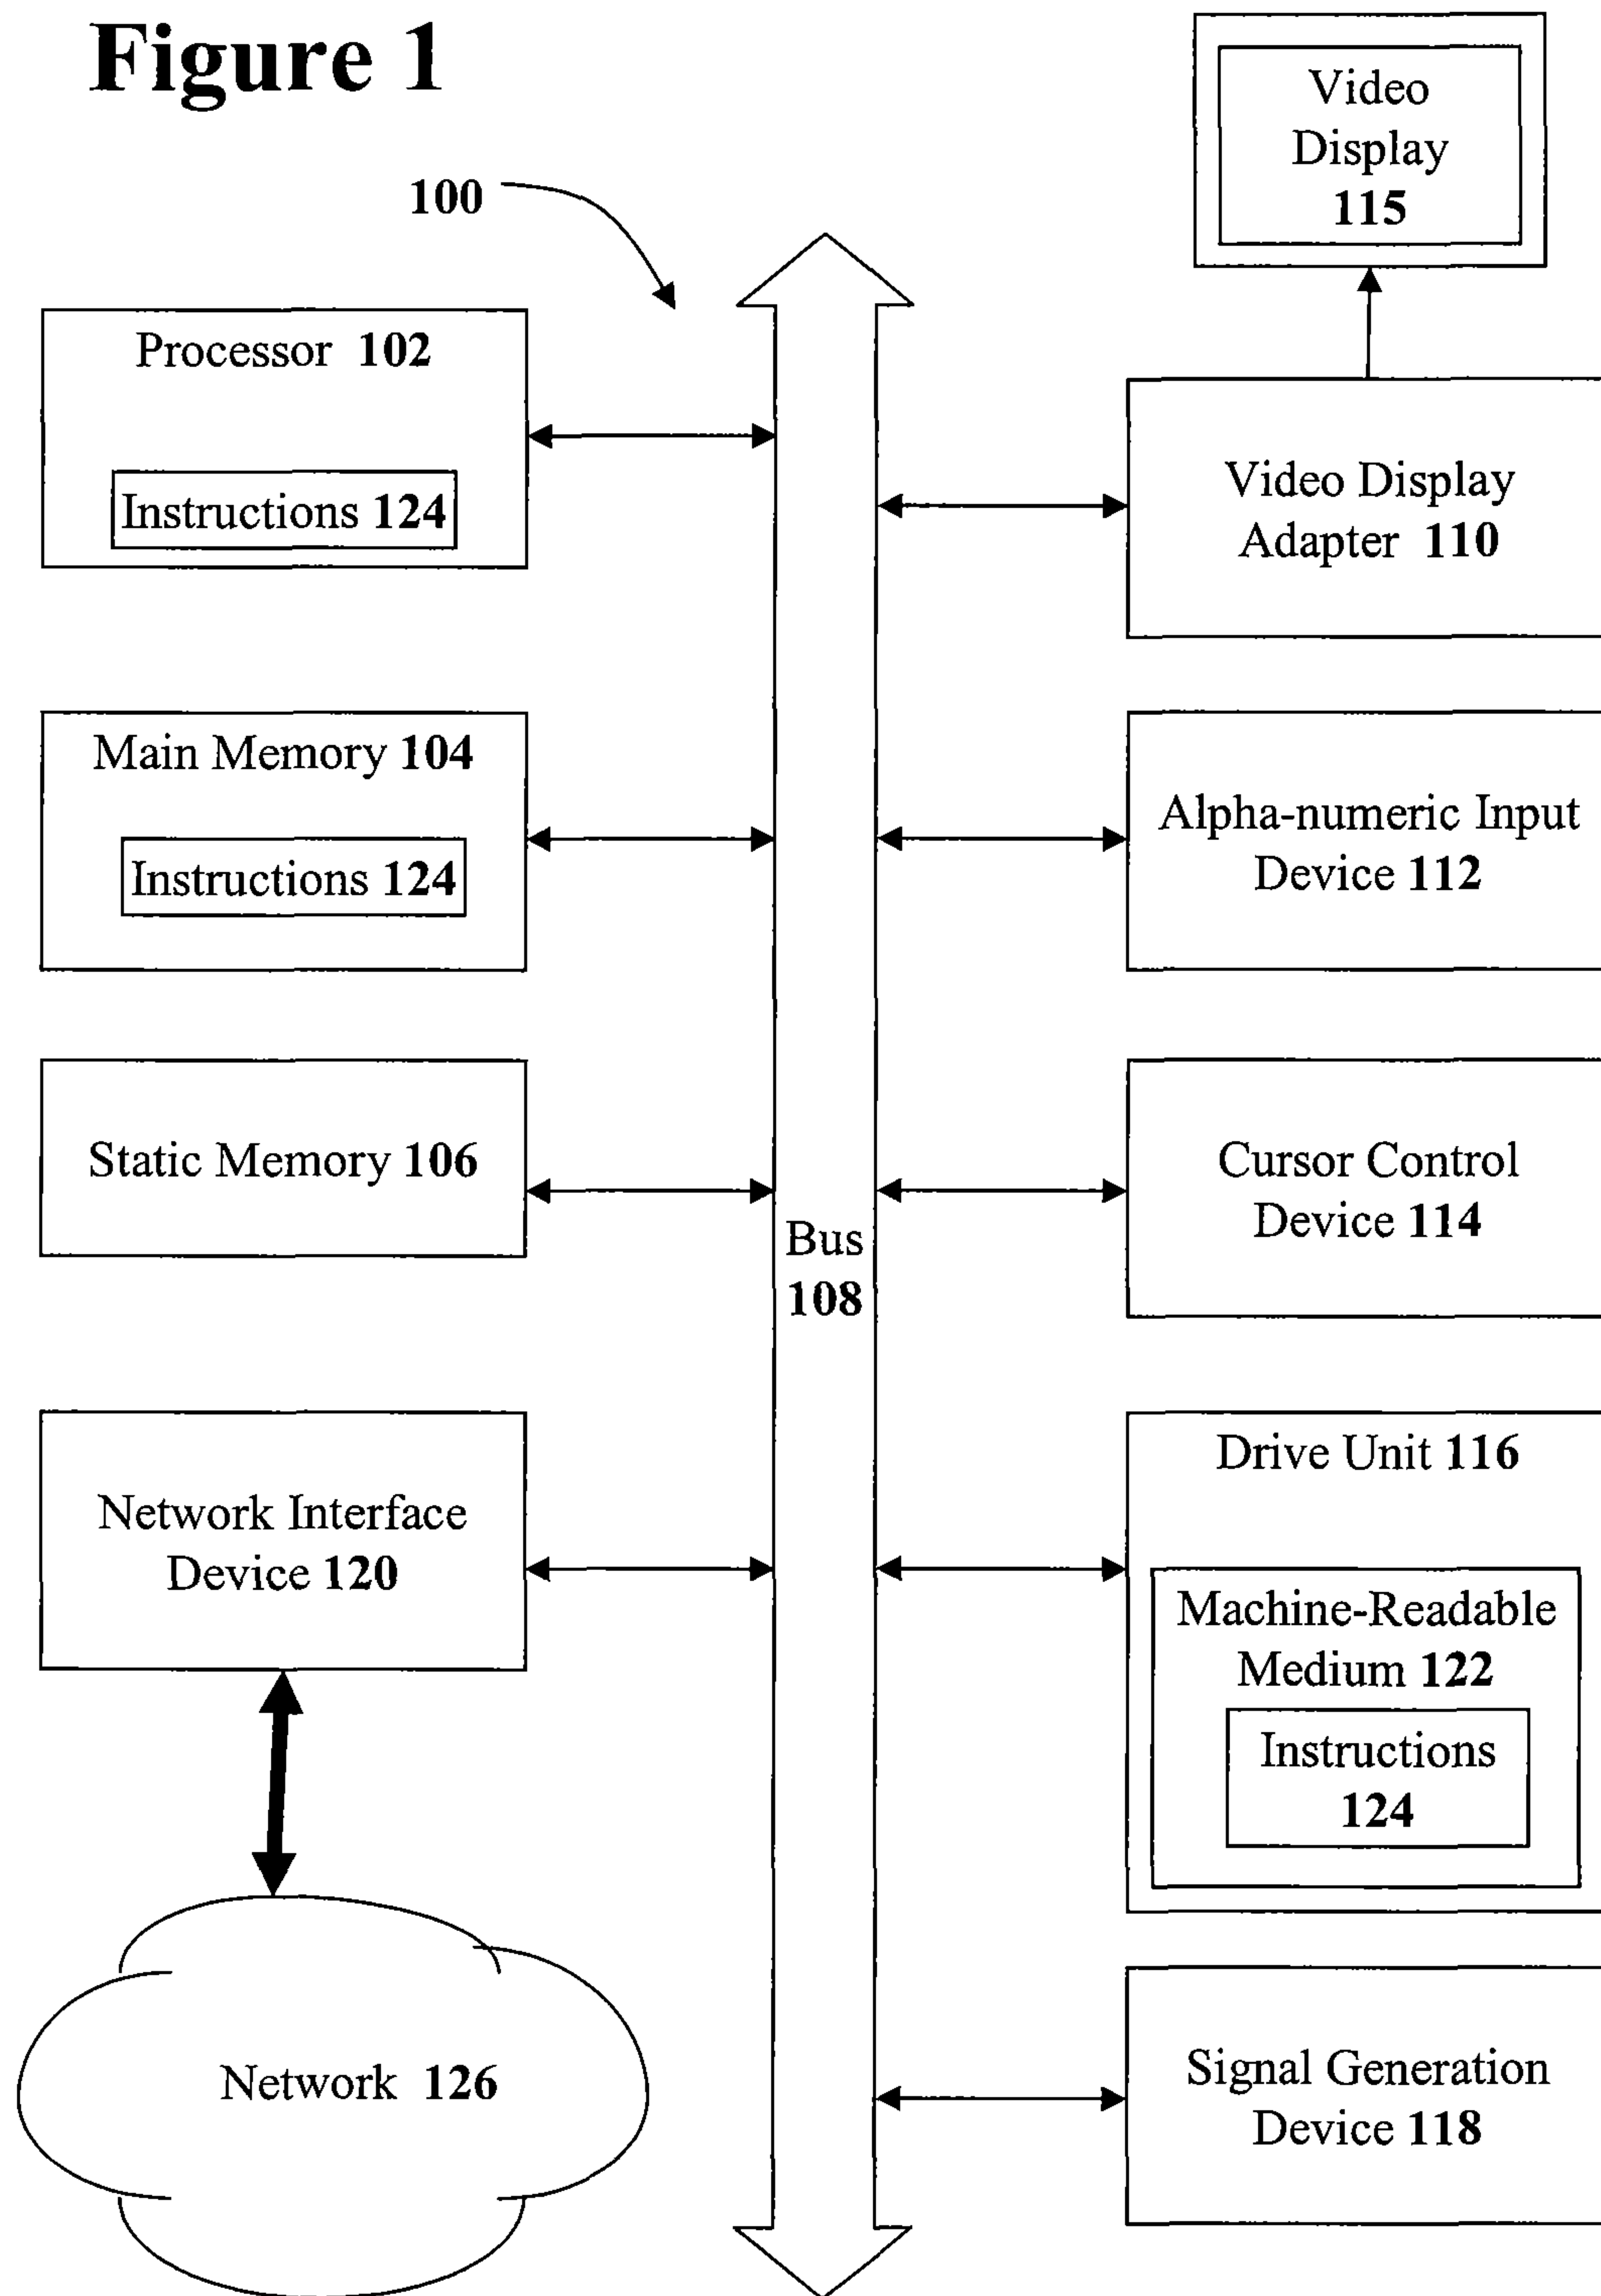 Figure 1
100
Video
Display
115
Processor 102
Instructions 124
Video Display
Adapter 110
Main Memory 104
Instructions 124
Alpha-numeric Input
Device 112
Static Memory 106
Cursor Control
Device 114
Bus
108
Network Interface
Device 120
Drive Unit 116
Machine-Readable
Medium 122
Instructions
124
Network 126
Signal Generation
Device 118